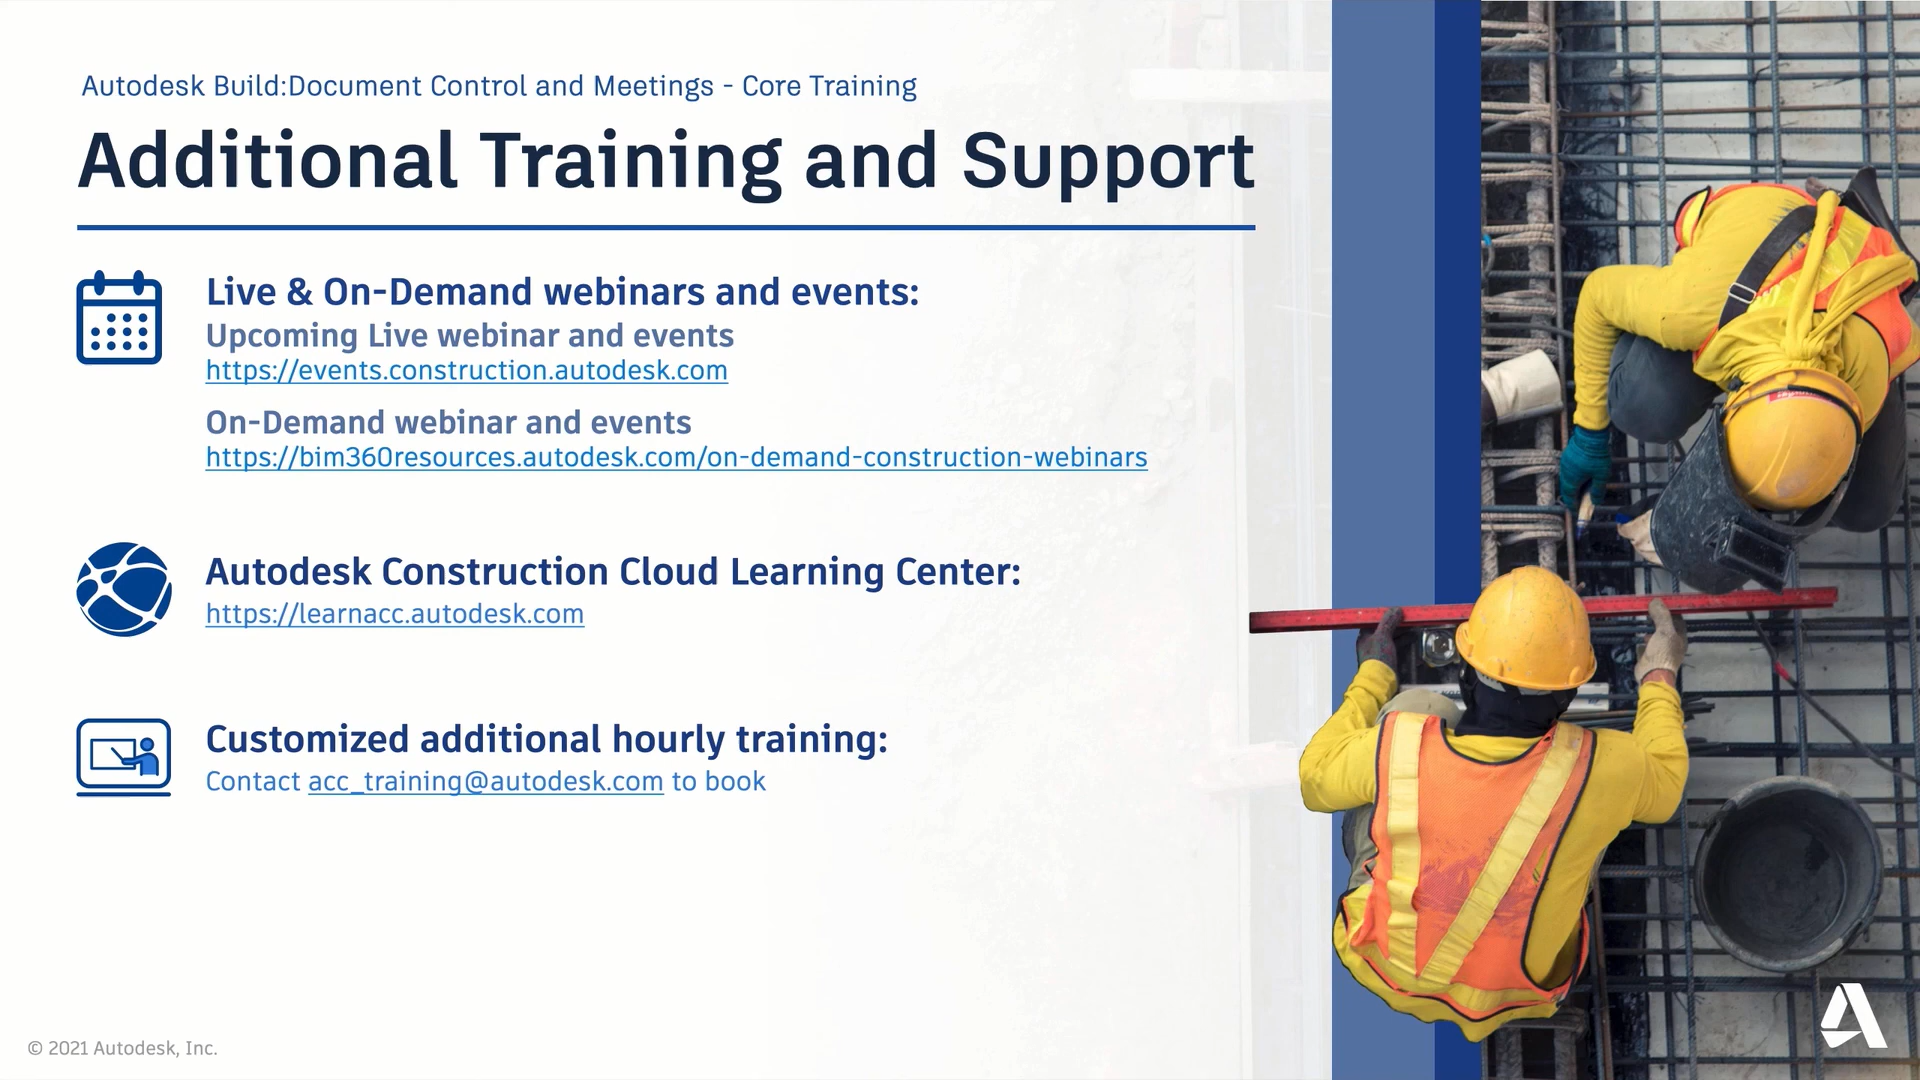 Autodesk Build:Document Control and Meetings - Core Training
Additional Training and Support
Live & On-Demand webinars and events:
Upcoming Live webinar and events
https://events.construction.autodesk.com
On-Demand webinar and events
https://bim360resources.autodesk.com/on-demand-construction-webinars
Autodesk Construction Cloud Learning Center:
https://learnacc.autodesk.com
Customized additional hourly training:
Contact acc_training@autodesk.com to book
© 2021 Autodesk, Inc.